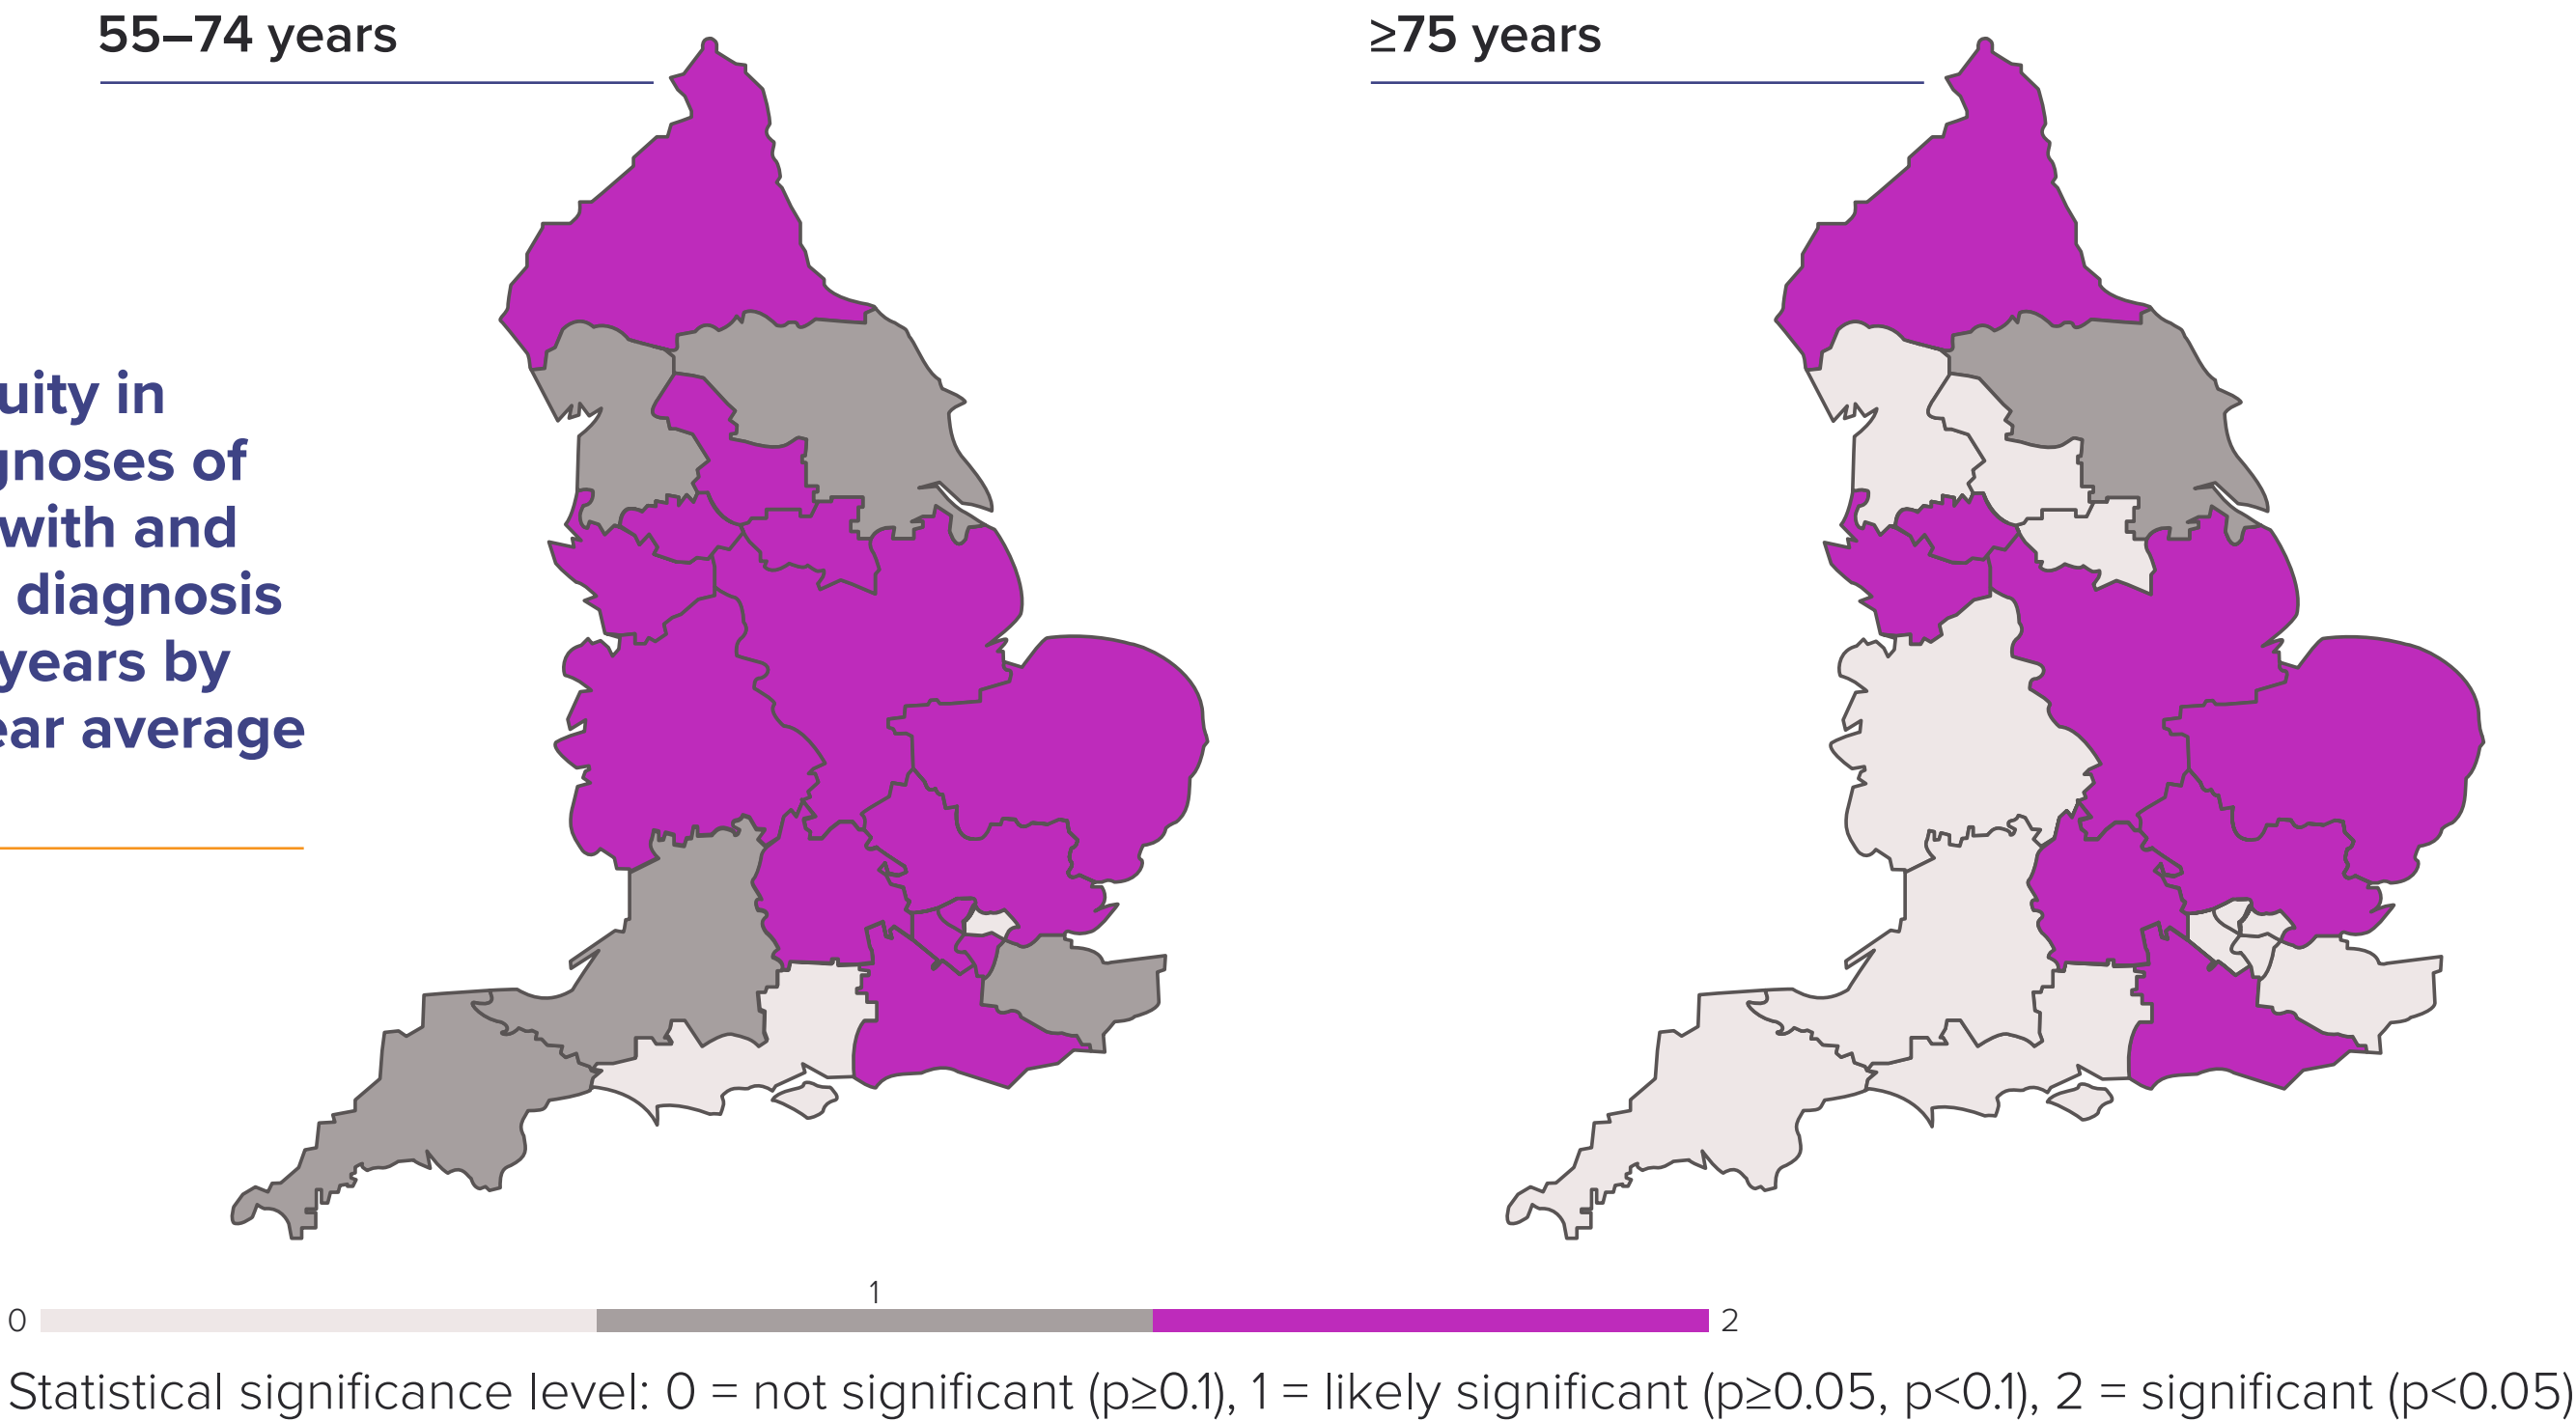 55–74 years
≥75 years
uity in
gnoses of
with and
diagnosis
years by
ear average
1
0
2
Statistical significance level: 0 = not significant (p≥0.1), 1 = likely significant (p≥0.05, p<0.1), 2 = significant (p<0.05)